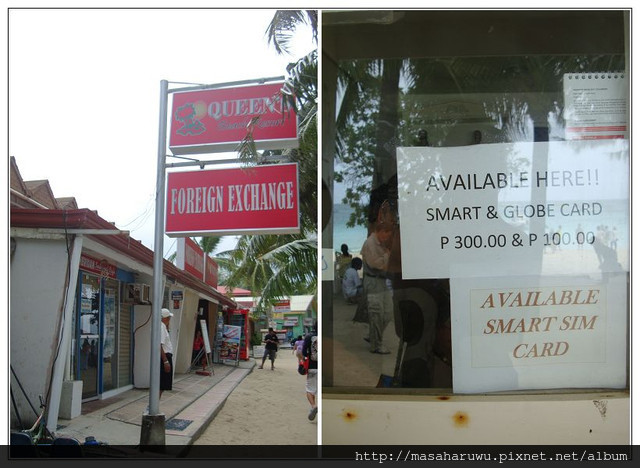 QUEEN'S
FOREIGN EXCHANGE
AVAILABLE HERE!!
SMART & GLOBE CARD
P 300.00 & P 100.00
AVAILABLE
SMART SIM
CARD
http://masaharuwu.pixnet.net/album